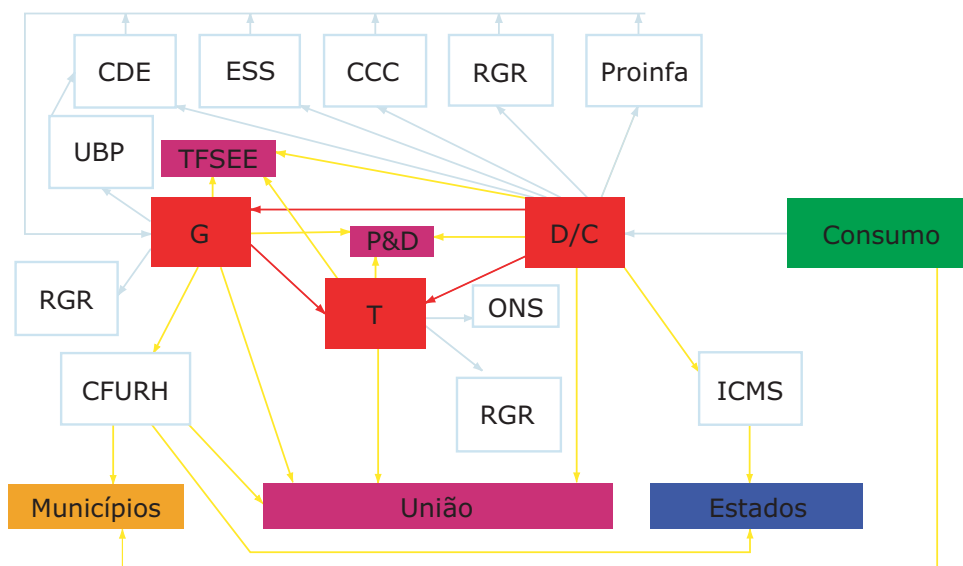 CDE
ESS
CCC
RGR
Proinfa
UBP
TFSEE
G
P&D
D/C
Consumo
RGR
T
ONS
CFURH
RGR
ICMS
Municípios
União
Estados